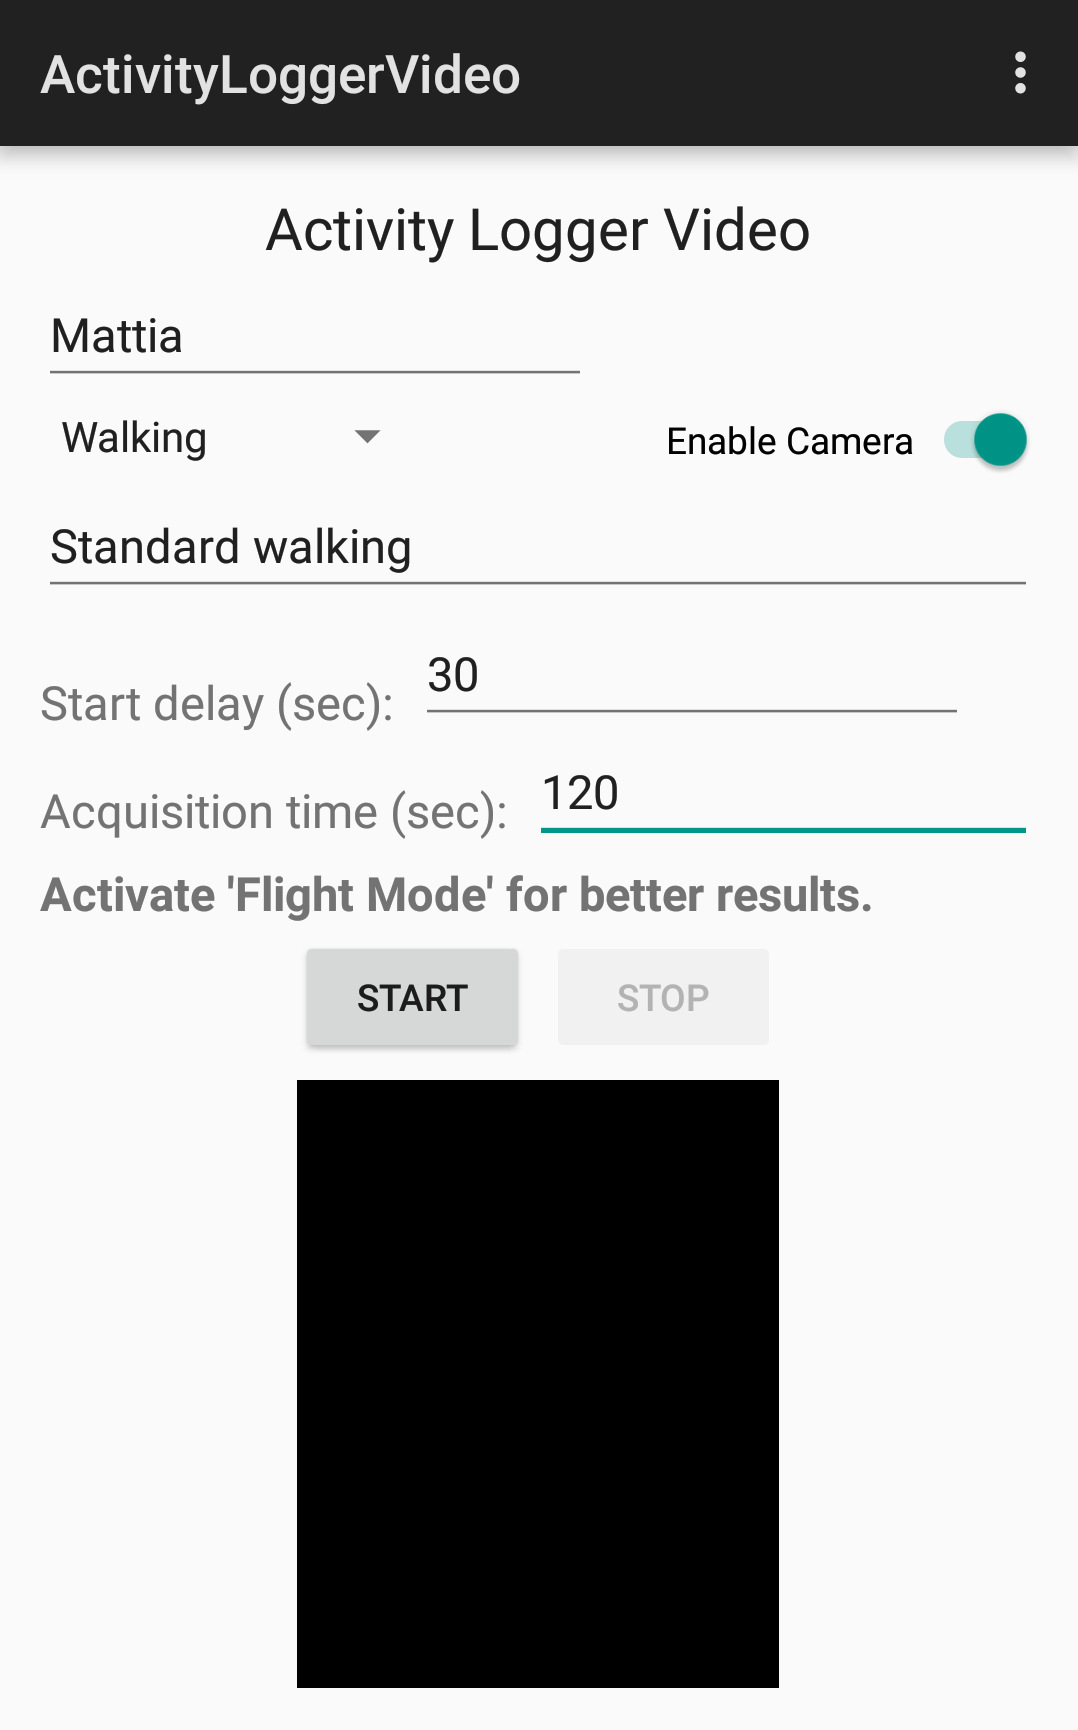 ActivityLoggerVideo
Activity Logger Video
Mattia
Walking Enable Camera
Standard walking
Start delay (sec): 30
Acquisition time (sec): 120
Activate 'Flight Mode' for better results.
START STOP